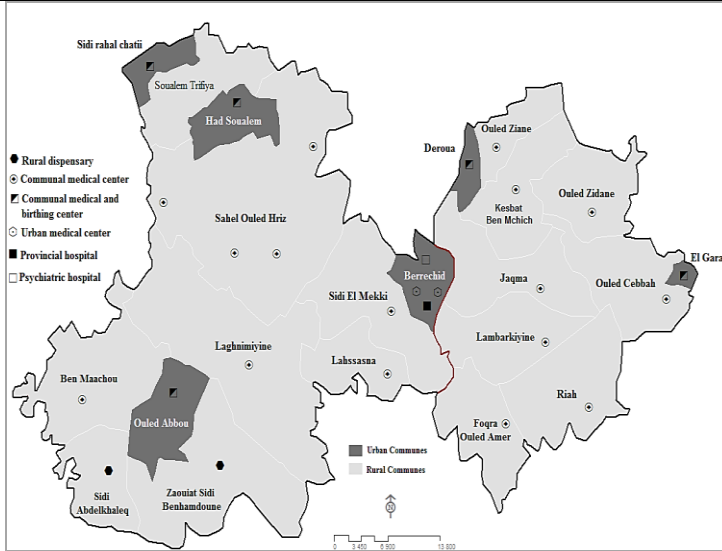 Sidi rahal chatii
Soualem Trifiya
Had Soualem
Ouled Ziane
Deroua
Rural dispensary
Communal medical center
Communal medical and
birthing center
Urban medical center
Provincial hospital
Psychiatric hospital
Kesbat
Ben Mchich
Ouled Zidane
Sahel Ouled Hriz
El Gara
Berrechid
Jaqma
Ouled Cebbah
Sidi El Mekki
Lambarkiyine
Laghnimiyine
Lahssasna
Ben Maachou
Riah
Ouled Abbou
Foqra
Ouled Amer
Urban Communes
Rural Communes
Sidi
Abdelkhaleq
Zaouiat Sidi
Benhamdoune
N
0 3 450 6 900 13 800